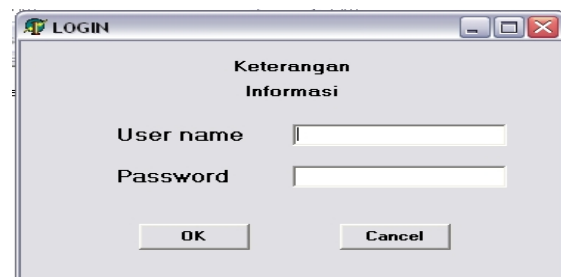 LOGIN
Keterangan
Informasi
User name
Password
OK Cancel